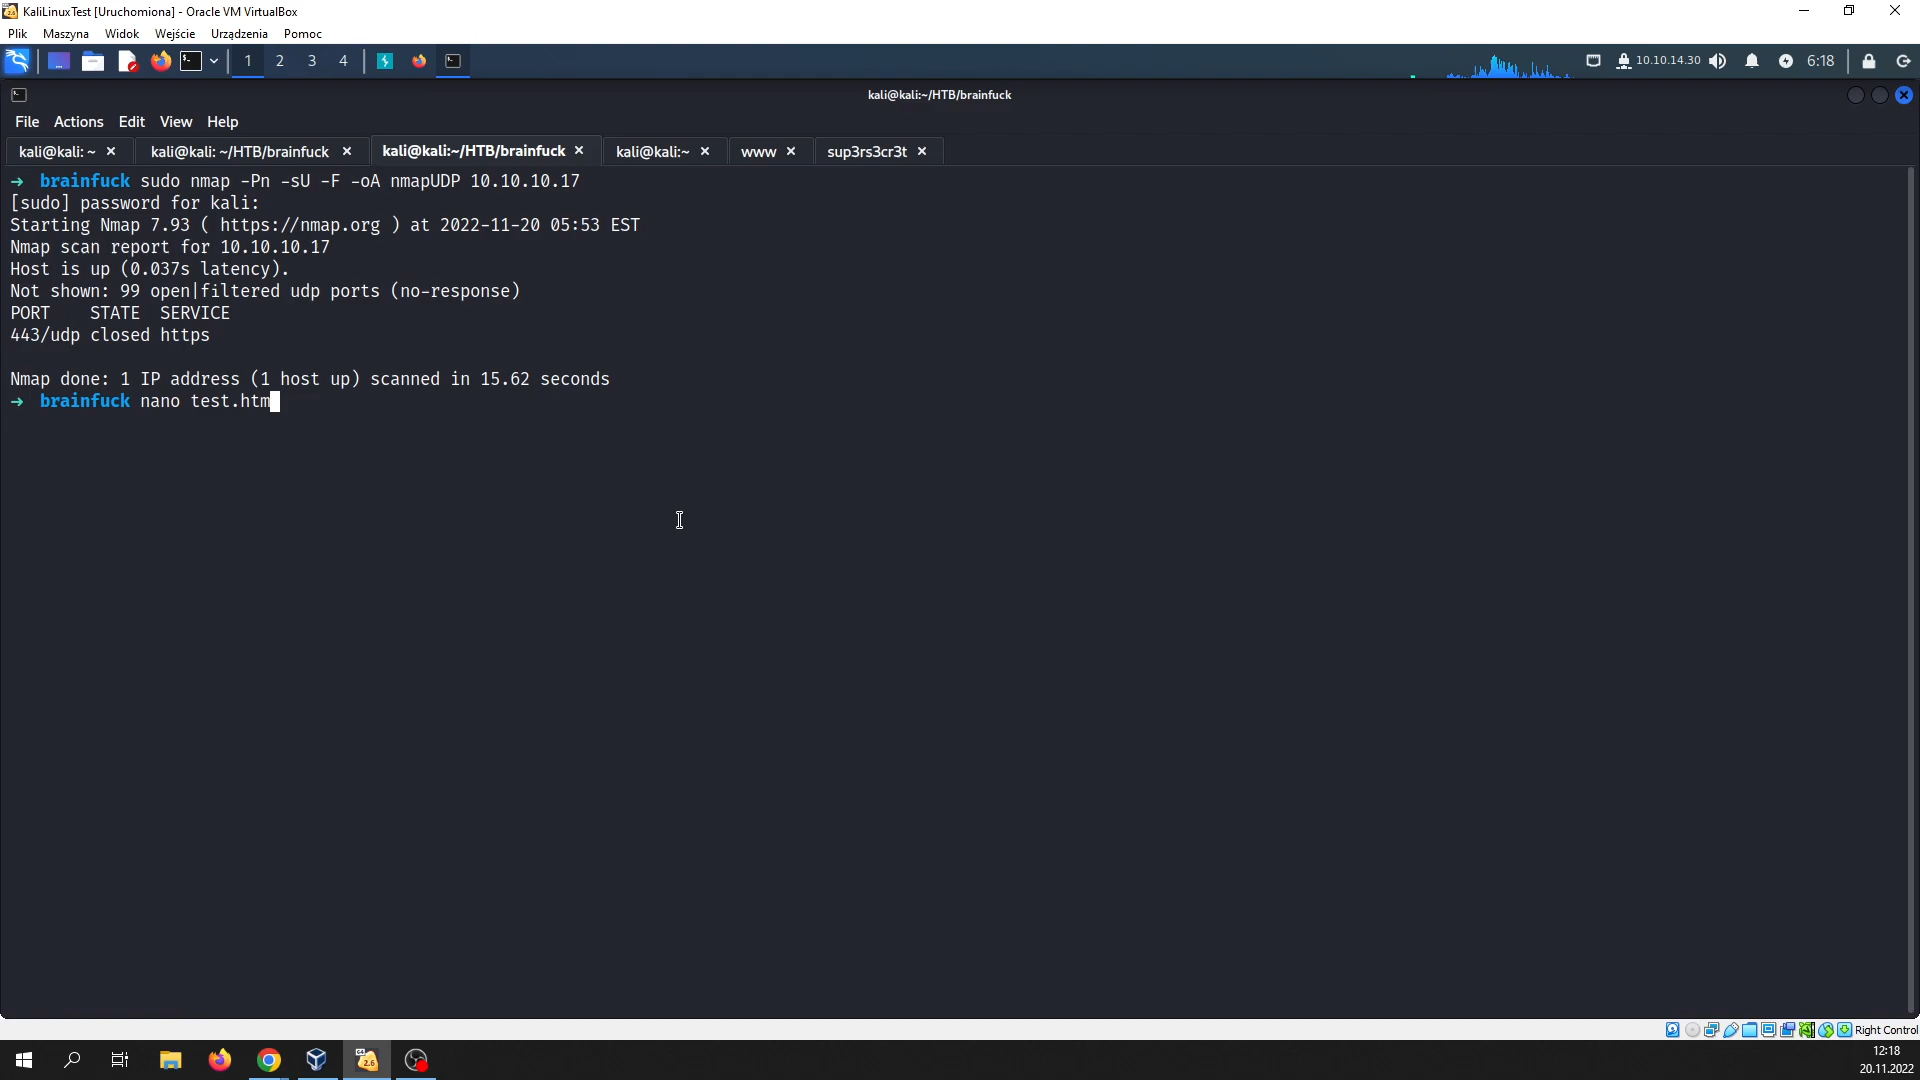 KaliLinuxTest [Uruchomiona] - Oracle VM VirtualBox
Plik Maszyna Widok Wejście Urządzenia Pomoc
1 2 3 4 10.10.14.30 6:18
kali@kali:~/HTB/brainfuck
File Actions Edit View Help
kali@kali: ~ × kali@kali: ~/HTB/brainfuck × kali@kali:~/HTB/brainfuck × kali@kali:~ × www × sup3rs3cr3t ×
→ brainfuck sudo nmap -Pn -sU -F -oA nmapUDP 10.10.10.17
[sudo] password for kali:
Starting Nmap 7.93 ( https://nmap.org ) at 2022-11-20 05:53 EST
Nmap scan report for 10.10.10.17
Host is up (0.037s latency).
Not shown: 99 open|filtered udp ports (no-response)
PORT STATE SERVICE
443/udp closed https
Nmap done: 1 IP address (1 host up) scanned in 15.62 seconds
→ brainfuck nano test.htm
Right Control
12:18
20.11.2022